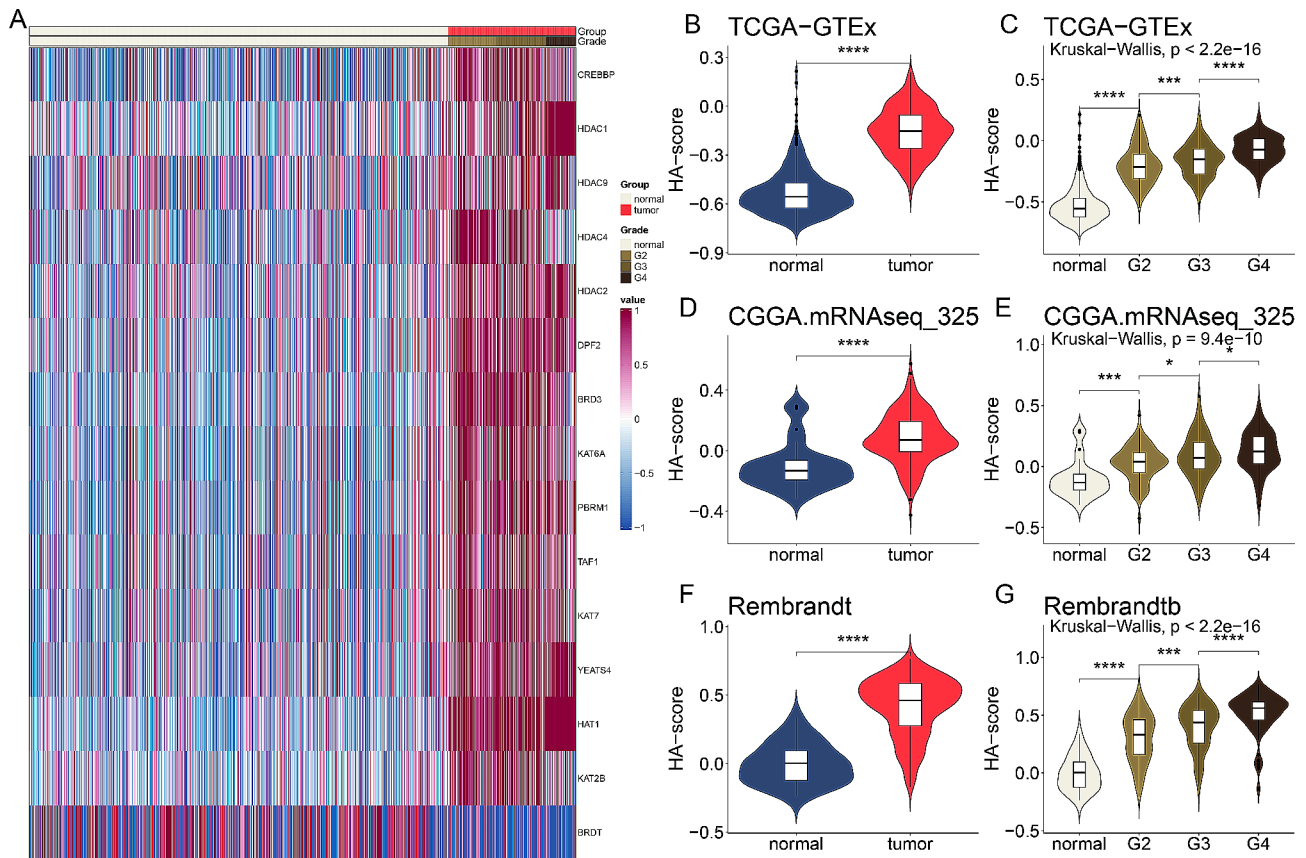 A
Group
Grade
CREBBP
HDAC1
HDAC9
HDAC4
HDAC2
DPF2
BRD3
KAT6A
PBRM1
TAF1
KAT7
YEATS4
HAT1
KAT2B
BRDT
Group
normal
tumor
Grade
normal
G2
G3
G4
value
1
0.5
0
−0.5
−1
B
TCGA−GTEx
****
HA−score
0.3
0.0
−0.3
−0.6
−0.9
normal tumor
C
TCGA−GTEx
Kruskal−Wallis, p < 2.2e−16
**** *** ****
HA−score
0.5
−0.0
−0.5
normal G2 G3 G4
D
CGGA.mRNAseq_325
****
HA−score
0.4
0.0
−0.4
normal tumor
E
CGGA.mRNAseq_325
Kruskal−Wallis, p = 9.4e−10
*** * *
HA−score
1.0
0.5
0.0
−0.5
normal G2 G3 G4
F
Rembrandt
****
HA−score
1.0
0.5
0.0
−0.5
normal tumor
G
Rembrandtb
Kruskal−Wallis, p < 2.2e−16
**** *** ****
HA−score
1.0
0.5
0.0
−0.5
normal G2 G3 G4